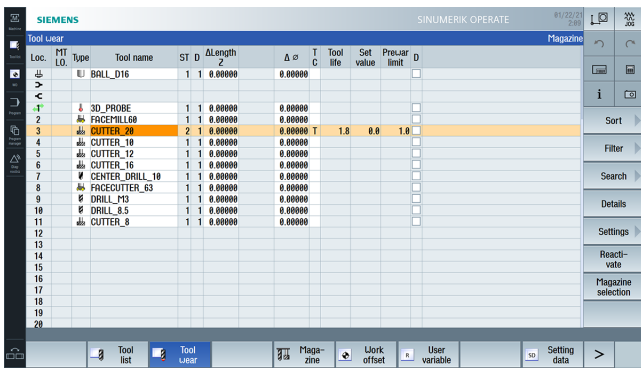 SIEMENS SINUMERIK OPERATE 01/22/21
2:09
JOG
Tool wear Magazine
Loc. MT LO. Type Tool name ST D ΔLength Z Δ ⌀ T C Tool life Set value Prewar limit D
BALL_D16 1 1 0.00000 0.00000
1 3D_PROBE 1 1 0.00000 0.00000
2 FACEMILL60 1 1 0.00000 0.00000
3 CUTTER_20 2 1 0.00000 0.00000 T 1.8 0.0 1.0
4 CUTTER_10 1 1 0.00000 0.00000
5 CUTTER_12 1 1 0.00000 0.00000
6 CUTTER_16 1 1 0.00000 0.00000
7 CENTER_DRILL_10 1 1 0.00000 0.00000
8 FACECUTTER_63 1 1 0.00000 0.00000
9 DRILL_M3 1 1 0.00000 0.00000
10 DRILL_8.5 1 1 0.00000 0.00000
11 CUTTER_8 1 1 0.00000 0.00000
12
13
14
15
16
17
18
19
20
i
Sort
Filter
Search
Details
Settings
Reacti-
vate
Magazine
selection
Tool list
Tool wear
Maga-
zine
Work offset
R User variable
SD Setting data
>